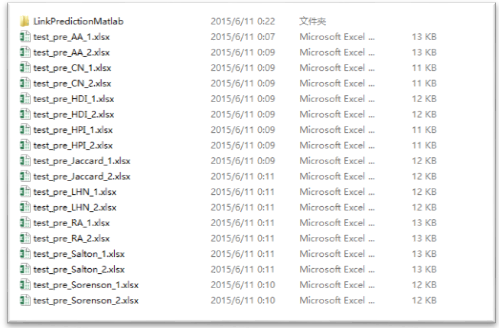 LinkPredictionMatlab 2015/6/11 0:22 文件夹
test_pre_AA_1.xlsx 2015/6/11 0:07 Microsoft Excel ... 13 KB
test_pre_AA_2.xlsx 2015/6/11 0:09 Microsoft Excel ... 13 KB
test_pre_CN_1.xlsx 2015/6/11 0:09 Microsoft Excel ... 11 KB
test_pre_CN_2.xlsx 2015/6/11 0:09 Microsoft Excel ... 11 KB
test_pre_HDI_1.xlsx 2015/6/11 0:09 Microsoft Excel ... 12 KB
test_pre_HDI_2.xlsx 2015/6/11 0:09 Microsoft Excel ... 12 KB
test_pre_HPI_1.xlsx 2015/6/11 0:09 Microsoft Excel ... 11 KB
test_pre_HPI_2.xlsx 2015/6/11 0:09 Microsoft Excel ... 11 KB
test_pre_Jaccard_1.xlsx 2015/6/11 0:09 Microsoft Excel ... 12 KB
test_pre_Jaccard_2.xlsx 2015/6/11 0:11 Microsoft Excel ... 12 KB
test_pre_LHN_1.xlsx 2015/6/11 0:11 Microsoft Excel ... 12 KB
test_pre_LHN_2.xlsx 2015/6/11 0:11 Microsoft Excel ... 12 KB
test_pre_RA_1.xlsx 2015/6/11 0:11 Microsoft Excel ... 13 KB
test_pre_RA_2.xlsx 2015/6/11 0:11 Microsoft Excel ... 13 KB
test_pre_Salton_1.xlsx 2015/6/11 0:11 Microsoft Excel ... 13 KB
test_pre_Salton_2.xlsx 2015/6/11 0:11 Microsoft Excel ... 13 KB
test_pre_Sorenson_1.xlsx 2015/6/11 0:10 Microsoft Excel ... 12 KB
test_pre_Sorenson_2.xlsx 2015/6/11 0:10 Microsoft Excel ... 12 KB